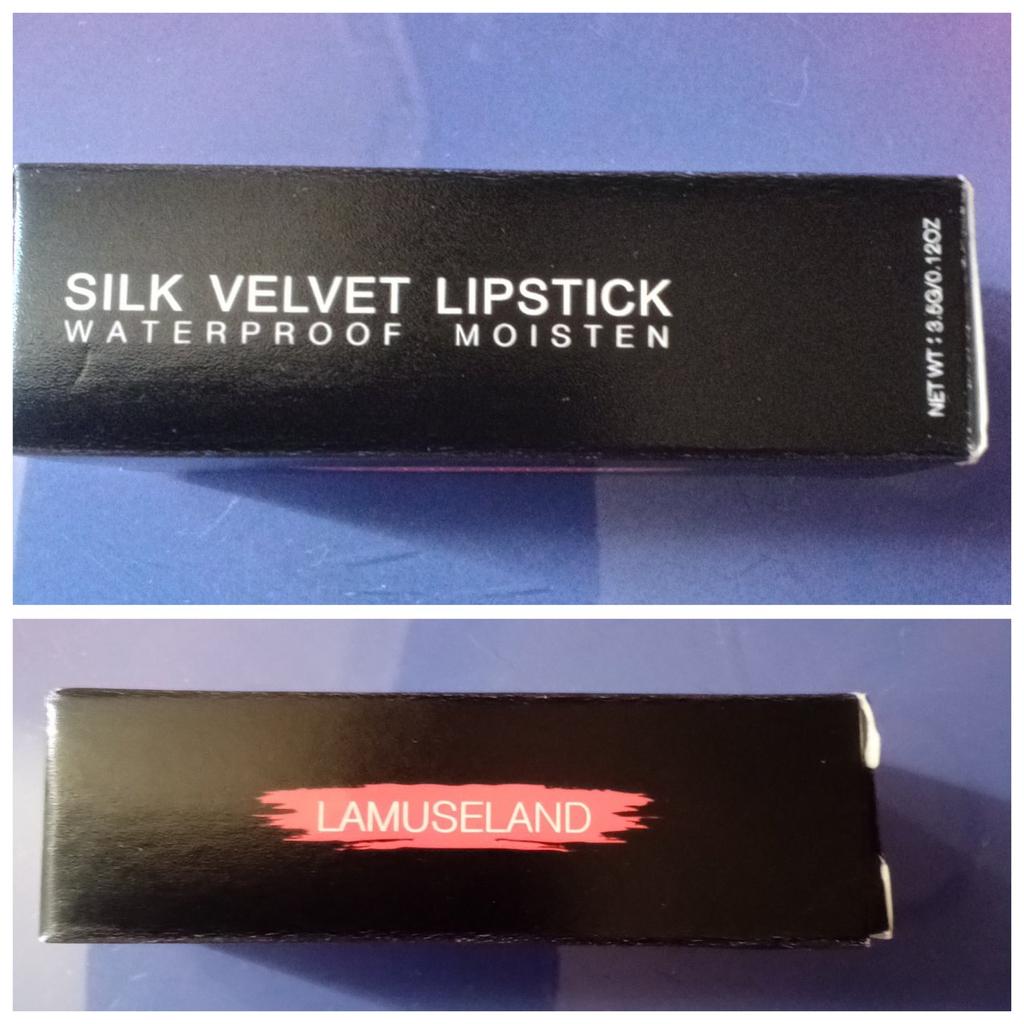 SILK VELVET LIPSTICK
WATERPROOF MOISTEN
NET WT : 3.5G/0.12OZ
LAMUSELAND